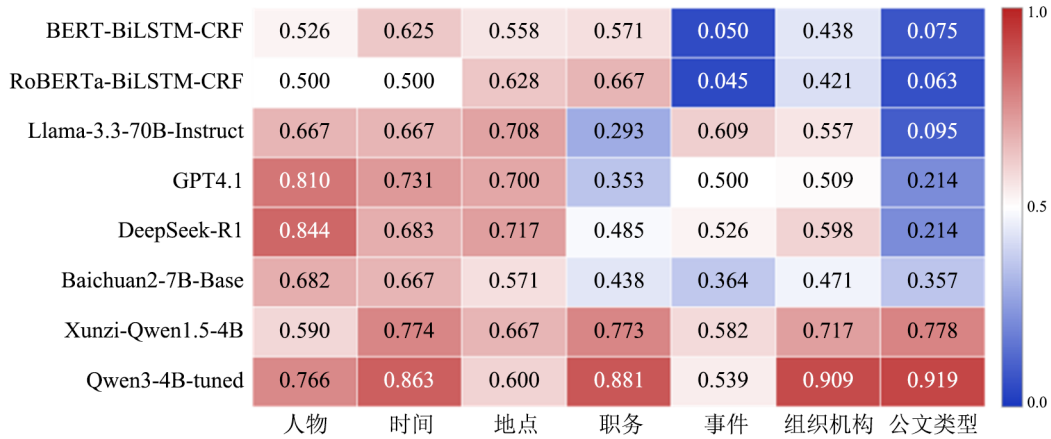 BERT-BiLSTM-CRF 0.526 0.625 0.558 0.571 0.050 0.438 0.075 1.0
RoBERTa-BiLSTM-CRF 0.500 0.500 0.628 0.667 0.045 0.421 0.063
Llama-3.3-70B-Instruct 0.667 0.667 0.708 0.293 0.609 0.557 0.095
GPT4.1 0.810 0.731 0.700 0.353 0.500 0.509 0.214
0.5
DeepSeek-R1 0.844 0.683 0.717 0.485 0.526 0.598 0.214
Baichuan2-7B-Base 0.682 0.667 0.571 0.438 0.364 0.471 0.357
Xunzi-Qwen1.5-4B 0.590 0.774 0.667 0.773 0.582 0.717 0.778
Qwen3-4B-tuned 0.766 0.863 0.600 0.881 0.539 0.909 0.919
0.0
人物 时间 地点 职务 事件 组织机构 公文类型